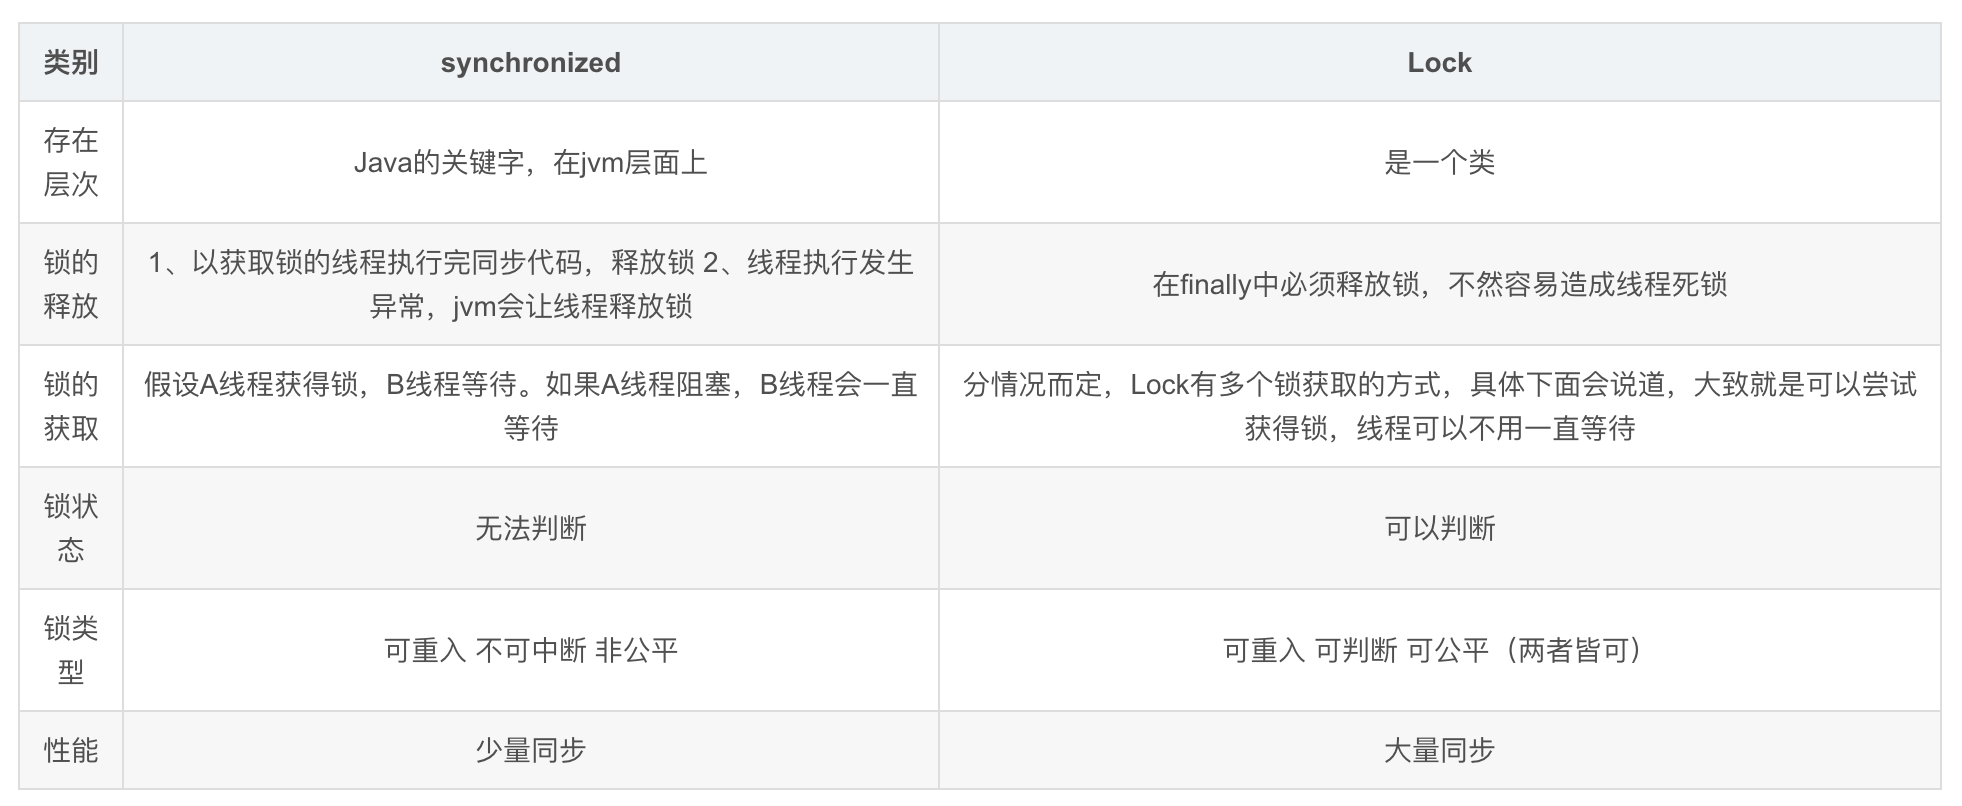 类别
synchronized
Lock
存在
层次
Java的关键字，在jvm层面上
是一个类
锁的
释放
1、以获取锁的线程执行完同步代码，释放锁 2、线程执行发生
异常，jvm会让线程释放锁
在finally中必须释放锁，不然容易造成线程死锁
锁的
获取
假设A线程获得锁，B线程等待。如果A线程阻塞，B线程会一直
等待
分情况而定，Lock有多个锁获取的方式，具体下面会说道，大致就是可以尝试
获得锁，线程可以不用一直等待
锁状
态
无法判断
可以判断
锁类
型
可重入 不可中断 非公平
可重入 可判断 可公平（两者皆可）
性能
少量同步
大量同步